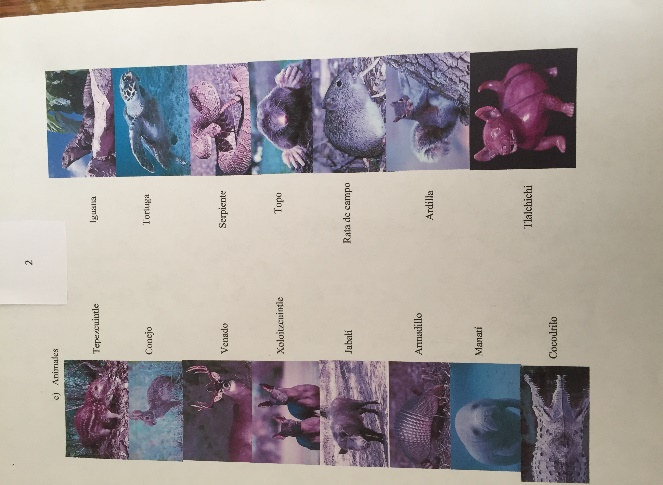 2
c) Animales
Tepezcuintle
Conejo
Venado
Xoloitzcuintle
Jabalí
Armadillo
Manatí
Cocodrilo
Iguana
Tortuga
Serpiente
Topo
Rata de campo
Ardilla
Tlalchichi